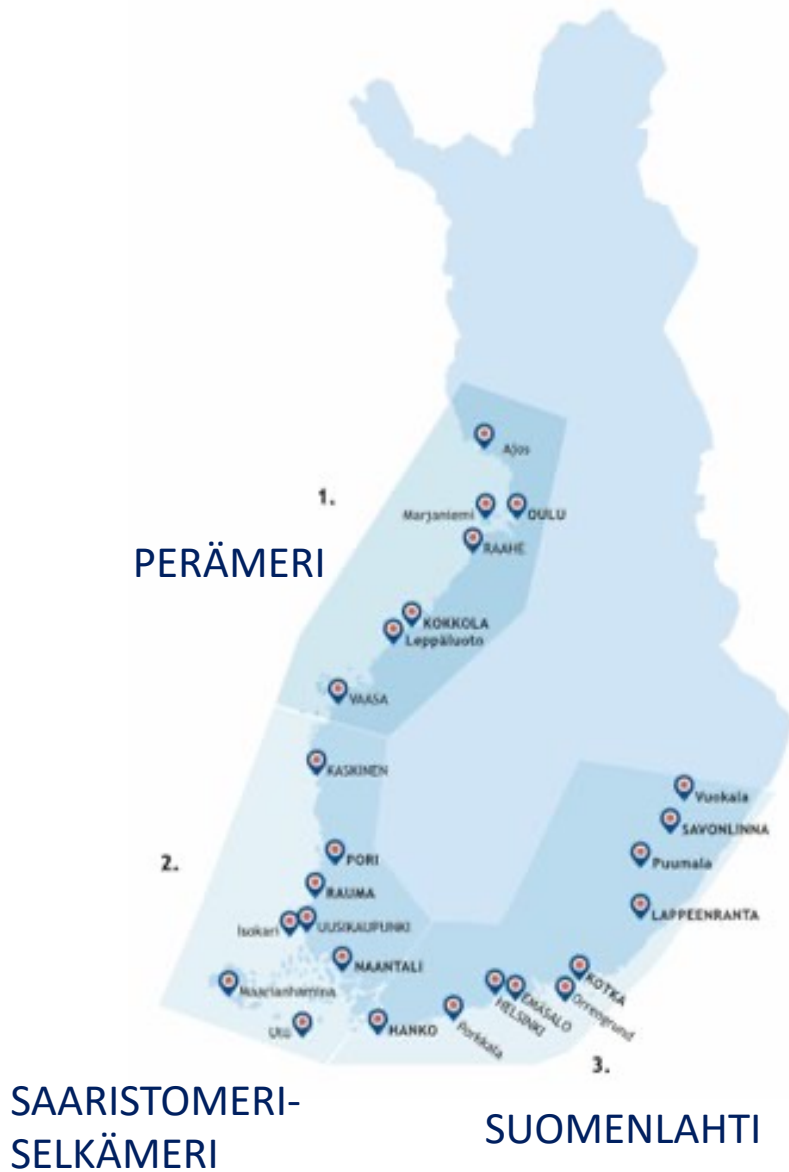 Ajos
1.
Marjaniemi
OULU
RAAHE
PERÄMERI
KOKKOLA
Leppäluoto
VAASA
KASKINEN
Vuokala
SAVONLINNA
PORI
Puumala
2.
RAUMA
LAPPEENRANTA
Isokari
UUSIKAUPUNKI
NAANTALI
KOTKA
Maarianhamina
EMÄSALO
Orrengrund
HELSINKI
Utö
HANKO
Porkkala
3.
SAARISTOMERI-
SELKÄMERI
SUOMENLAHTI